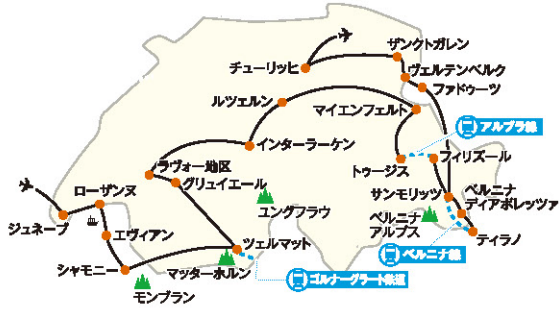 ザンクトガレン
チューリッヒ
ヴェルテンベルク
ファドゥーツ
ルツェルン
マイエンフェルト
アルブラ線
インターラーケン
トゥージス
フィリズール
ラヴォー地区
グリュイエール
サンモリッツ
ベルニナ
ディアボレッツァ
ローザンヌ
ユングフラウ
ベルニナ
アルプス
ジュネーブ
エヴィアン
ティラノ
ツェルマット
ベルニナ線
シャモニー
マッターホルン
ゴルナーグラート鉄道
モンブラン